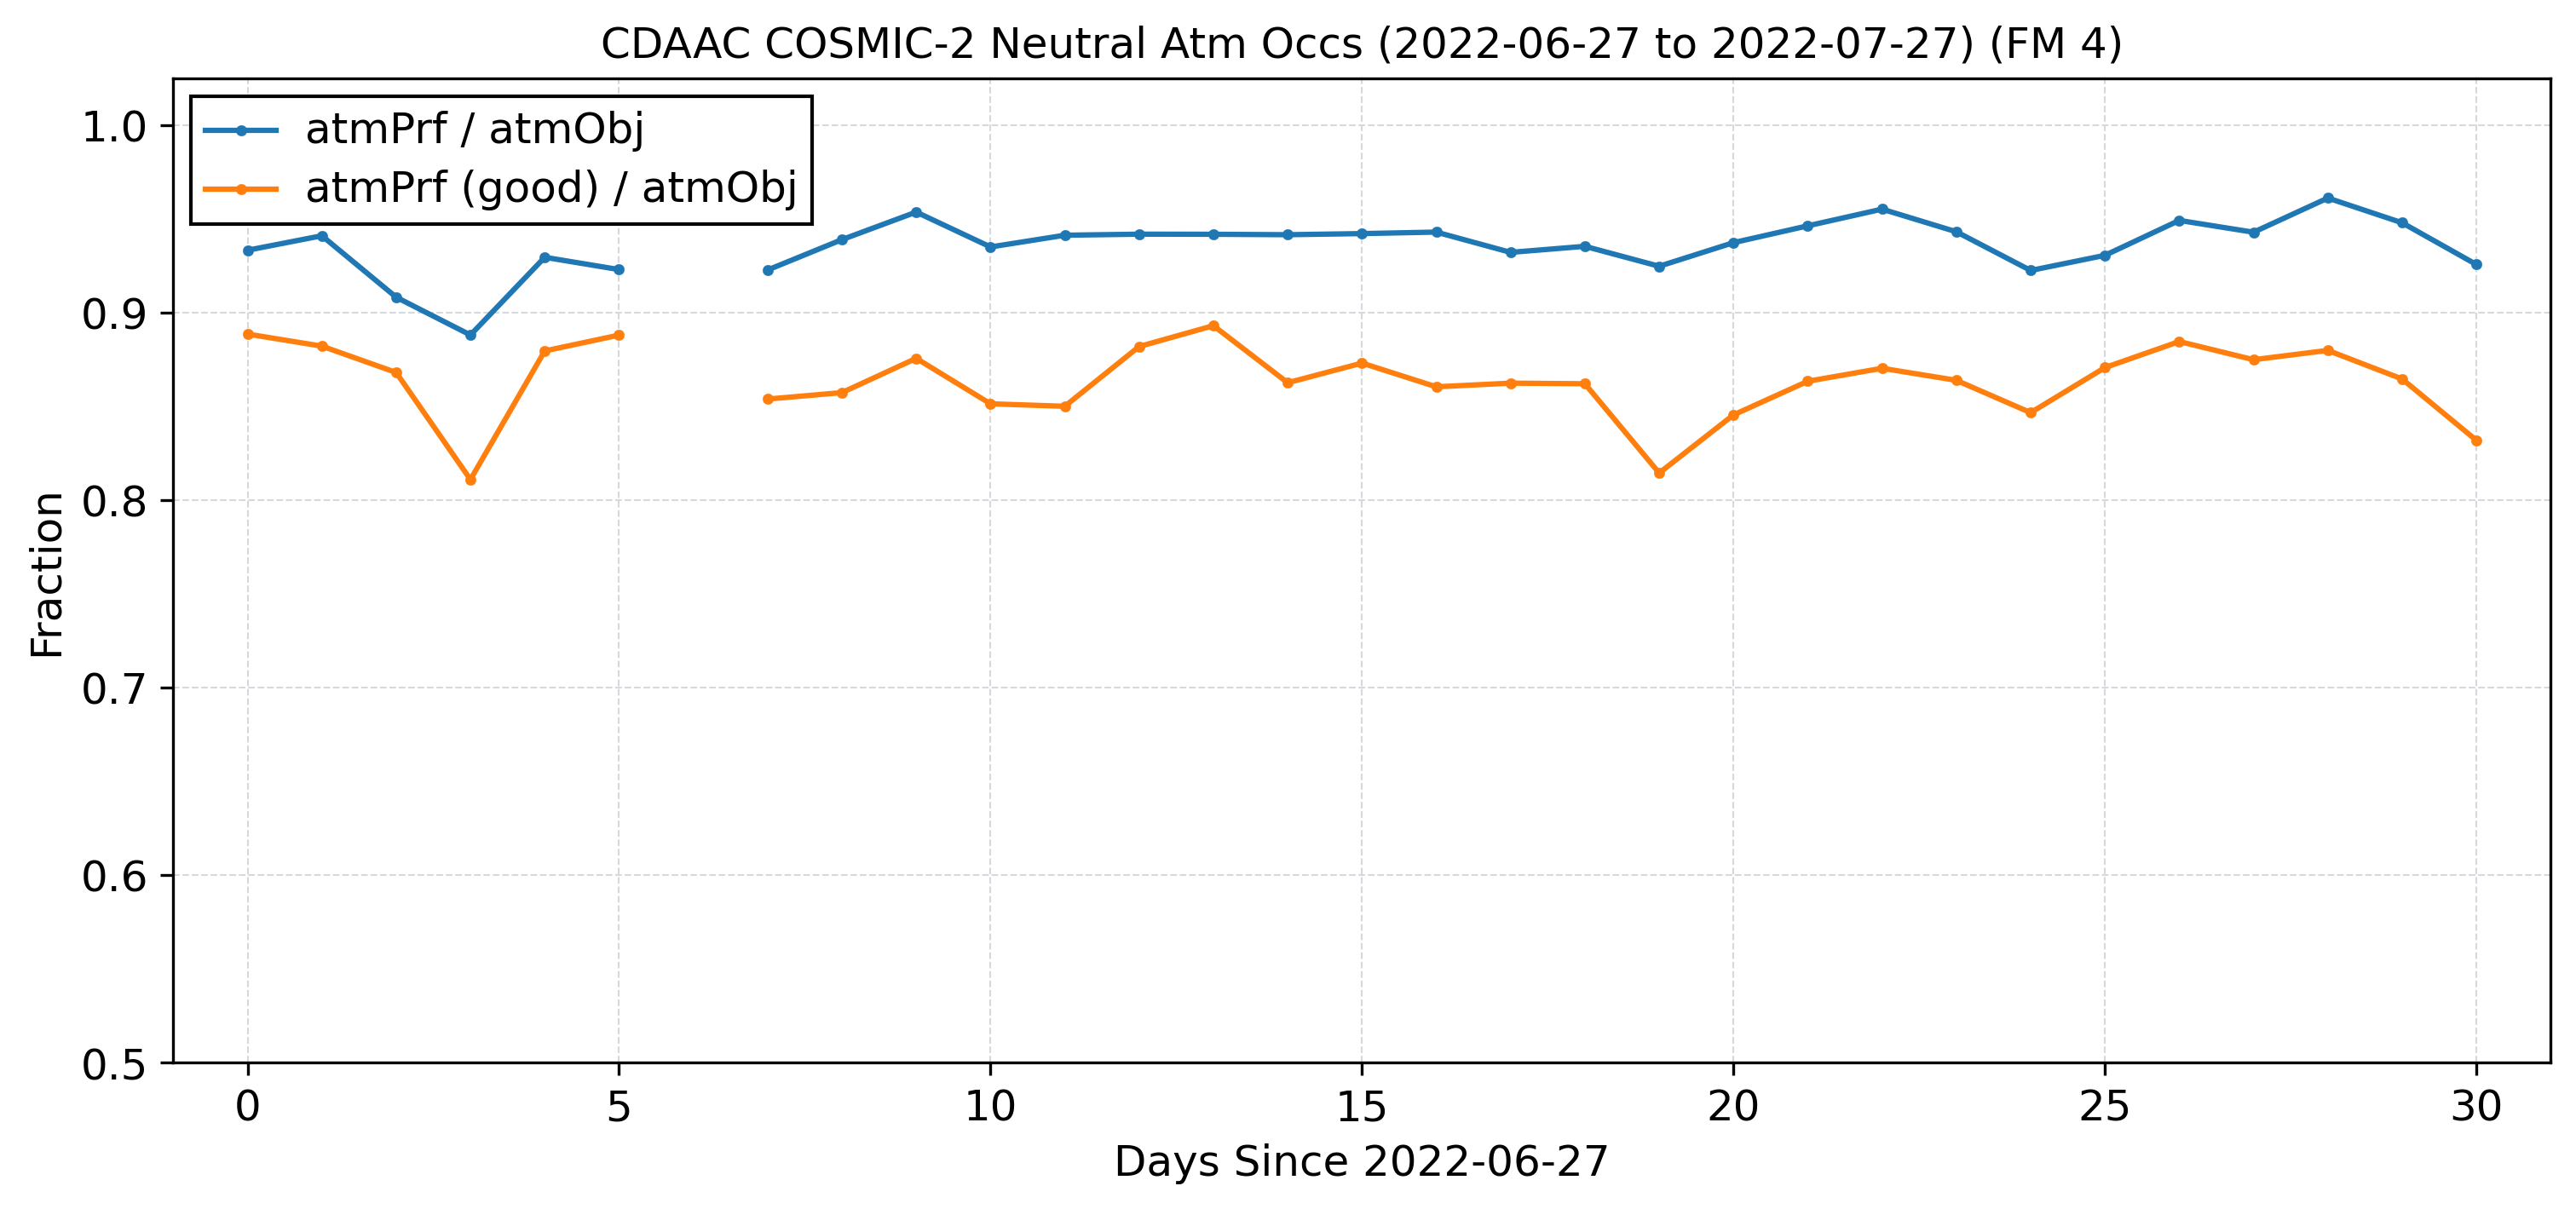 CDAAC COSMIC-2 Neutral Atm Occs (2022-06-27 to 2022-07-27) (FM 4)
atmPrf / atmObj
atmPrf (good) / atmObj
1.0
0.9
0.8
0.7
0.6
0.5
Fraction
0 5 10 15 20 25 30
Days Since 2022-06-27